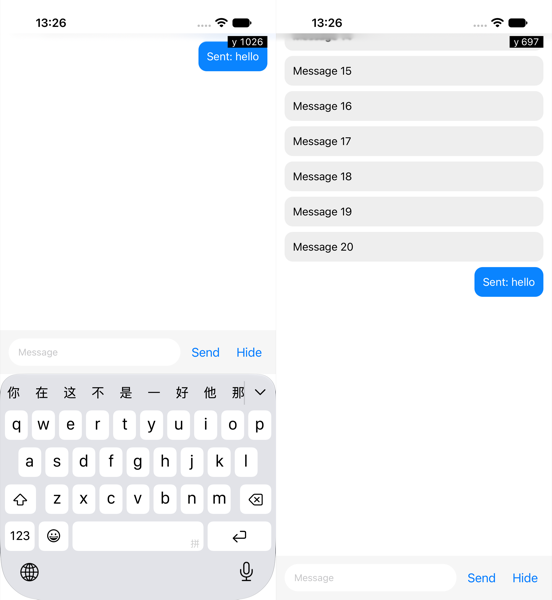 13:26
y 1026
Sent: hello
Message
Send
Hide
你 在 这 不 是 一 好 他 那
q w e r t y u i o p
a s d f g h j k l
z x c v b n m
123
拼
13:26
y 697
Message 15
Message 16
Message 17
Message 18
Message 19
Message 20
Sent: hello
Message
Send
Hide